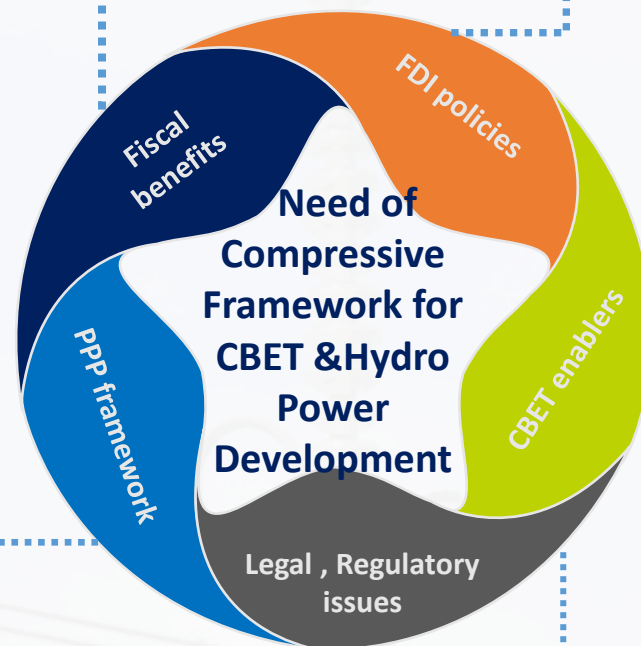 Fiscal
benefits
FDI policies
Need of
Compressive
Framework for
CBET &Hydro
Power
Development
CBET enablers
PPP framework
Legal , Regulatory
issues